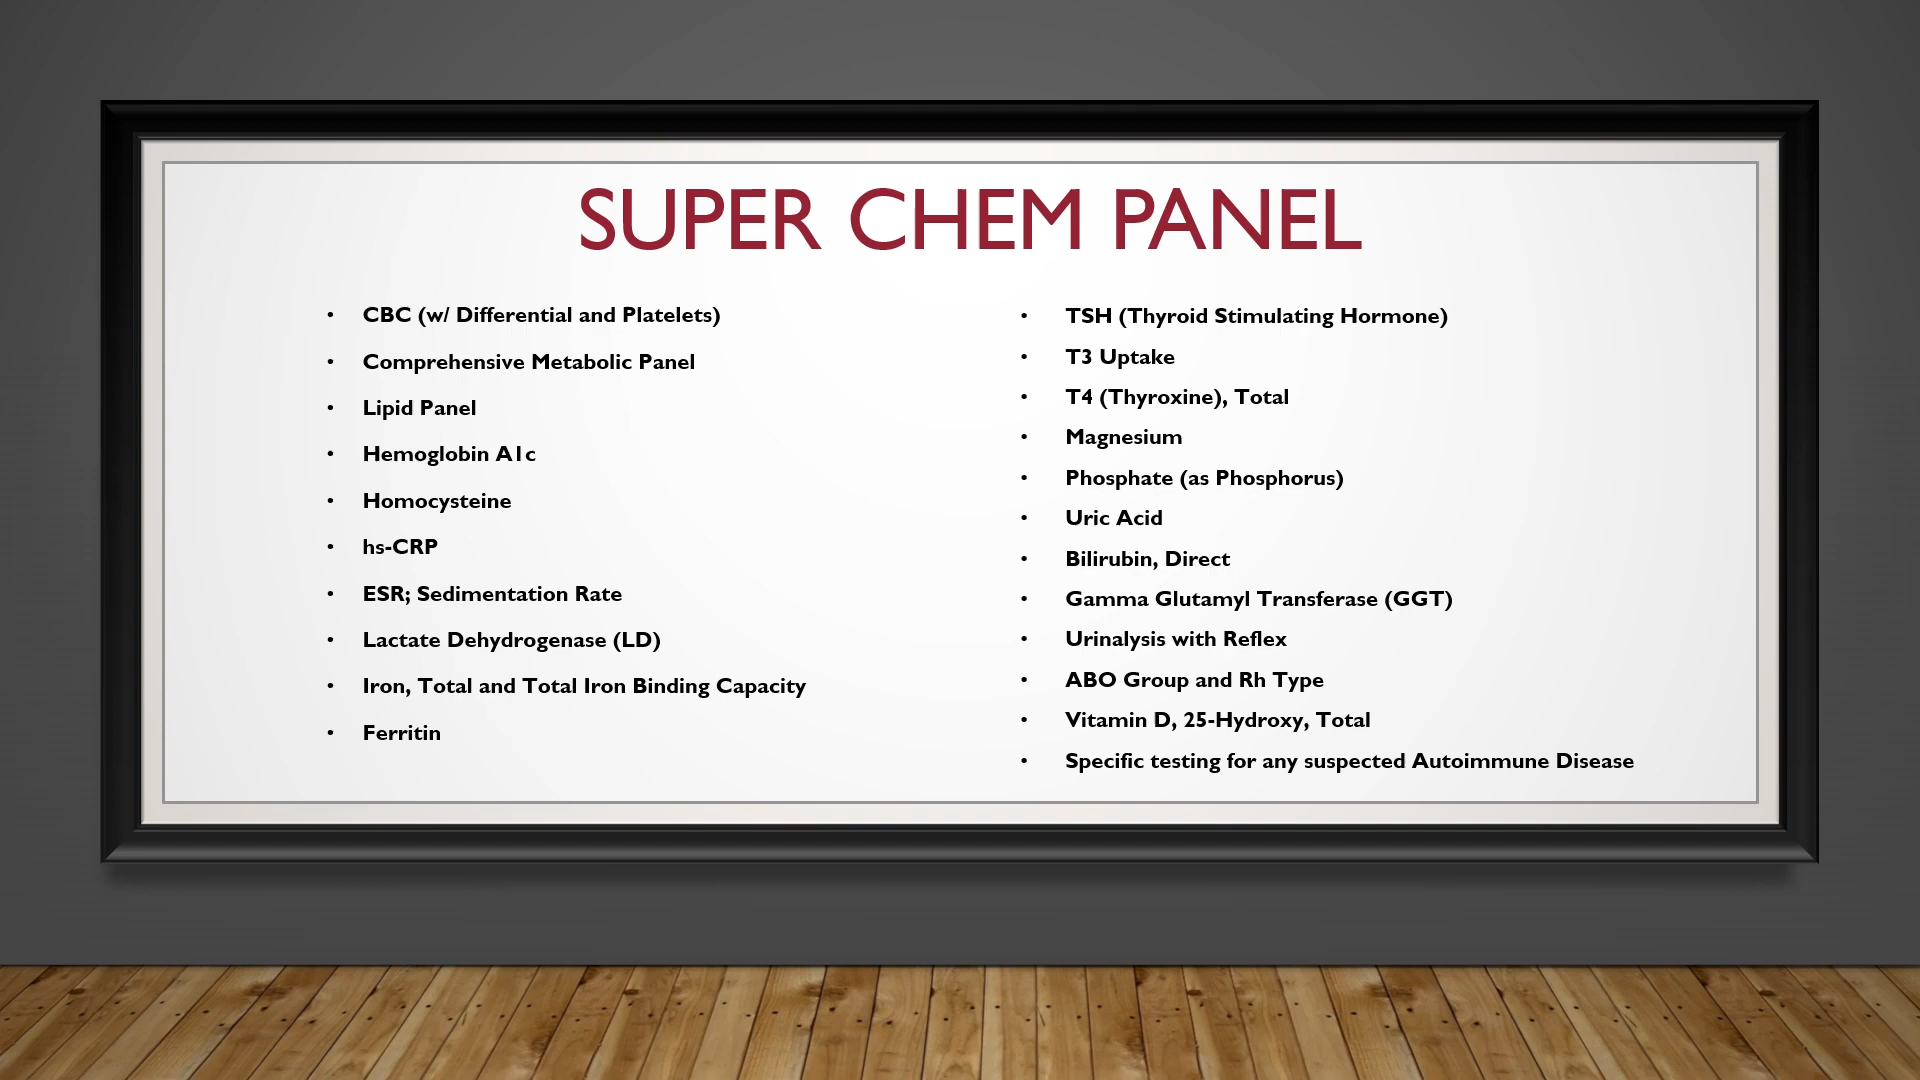 SUPER CHEM PANEL
• CBC (w/ Differential and Platelets)
• Comprehensive Metabolic Panel
• Lipid Panel
• Hemoglobin A1c
• Homocysteine
• hs-CRP
• ESR; Sedimentation Rate
• Lactate Dehydrogenase (LD)
• Iron, Total and Total Iron Binding Capacity
• Ferritin
• TSH (Thyroid Stimulating Hormone)
• T3 Uptake
• T4 (Thyroxine), Total
• Magnesium
• Phosphate (as Phosphorus)
• Uric Acid
• Bilirubin, Direct
• Gamma Glutamyl Transferase (GGT)
• Urinalysis with Reflex
• ABO Group and Rh Type
• Vitamin D, 25-Hydroxy, Total
• Specific testing for any suspected Autoimmune Disease